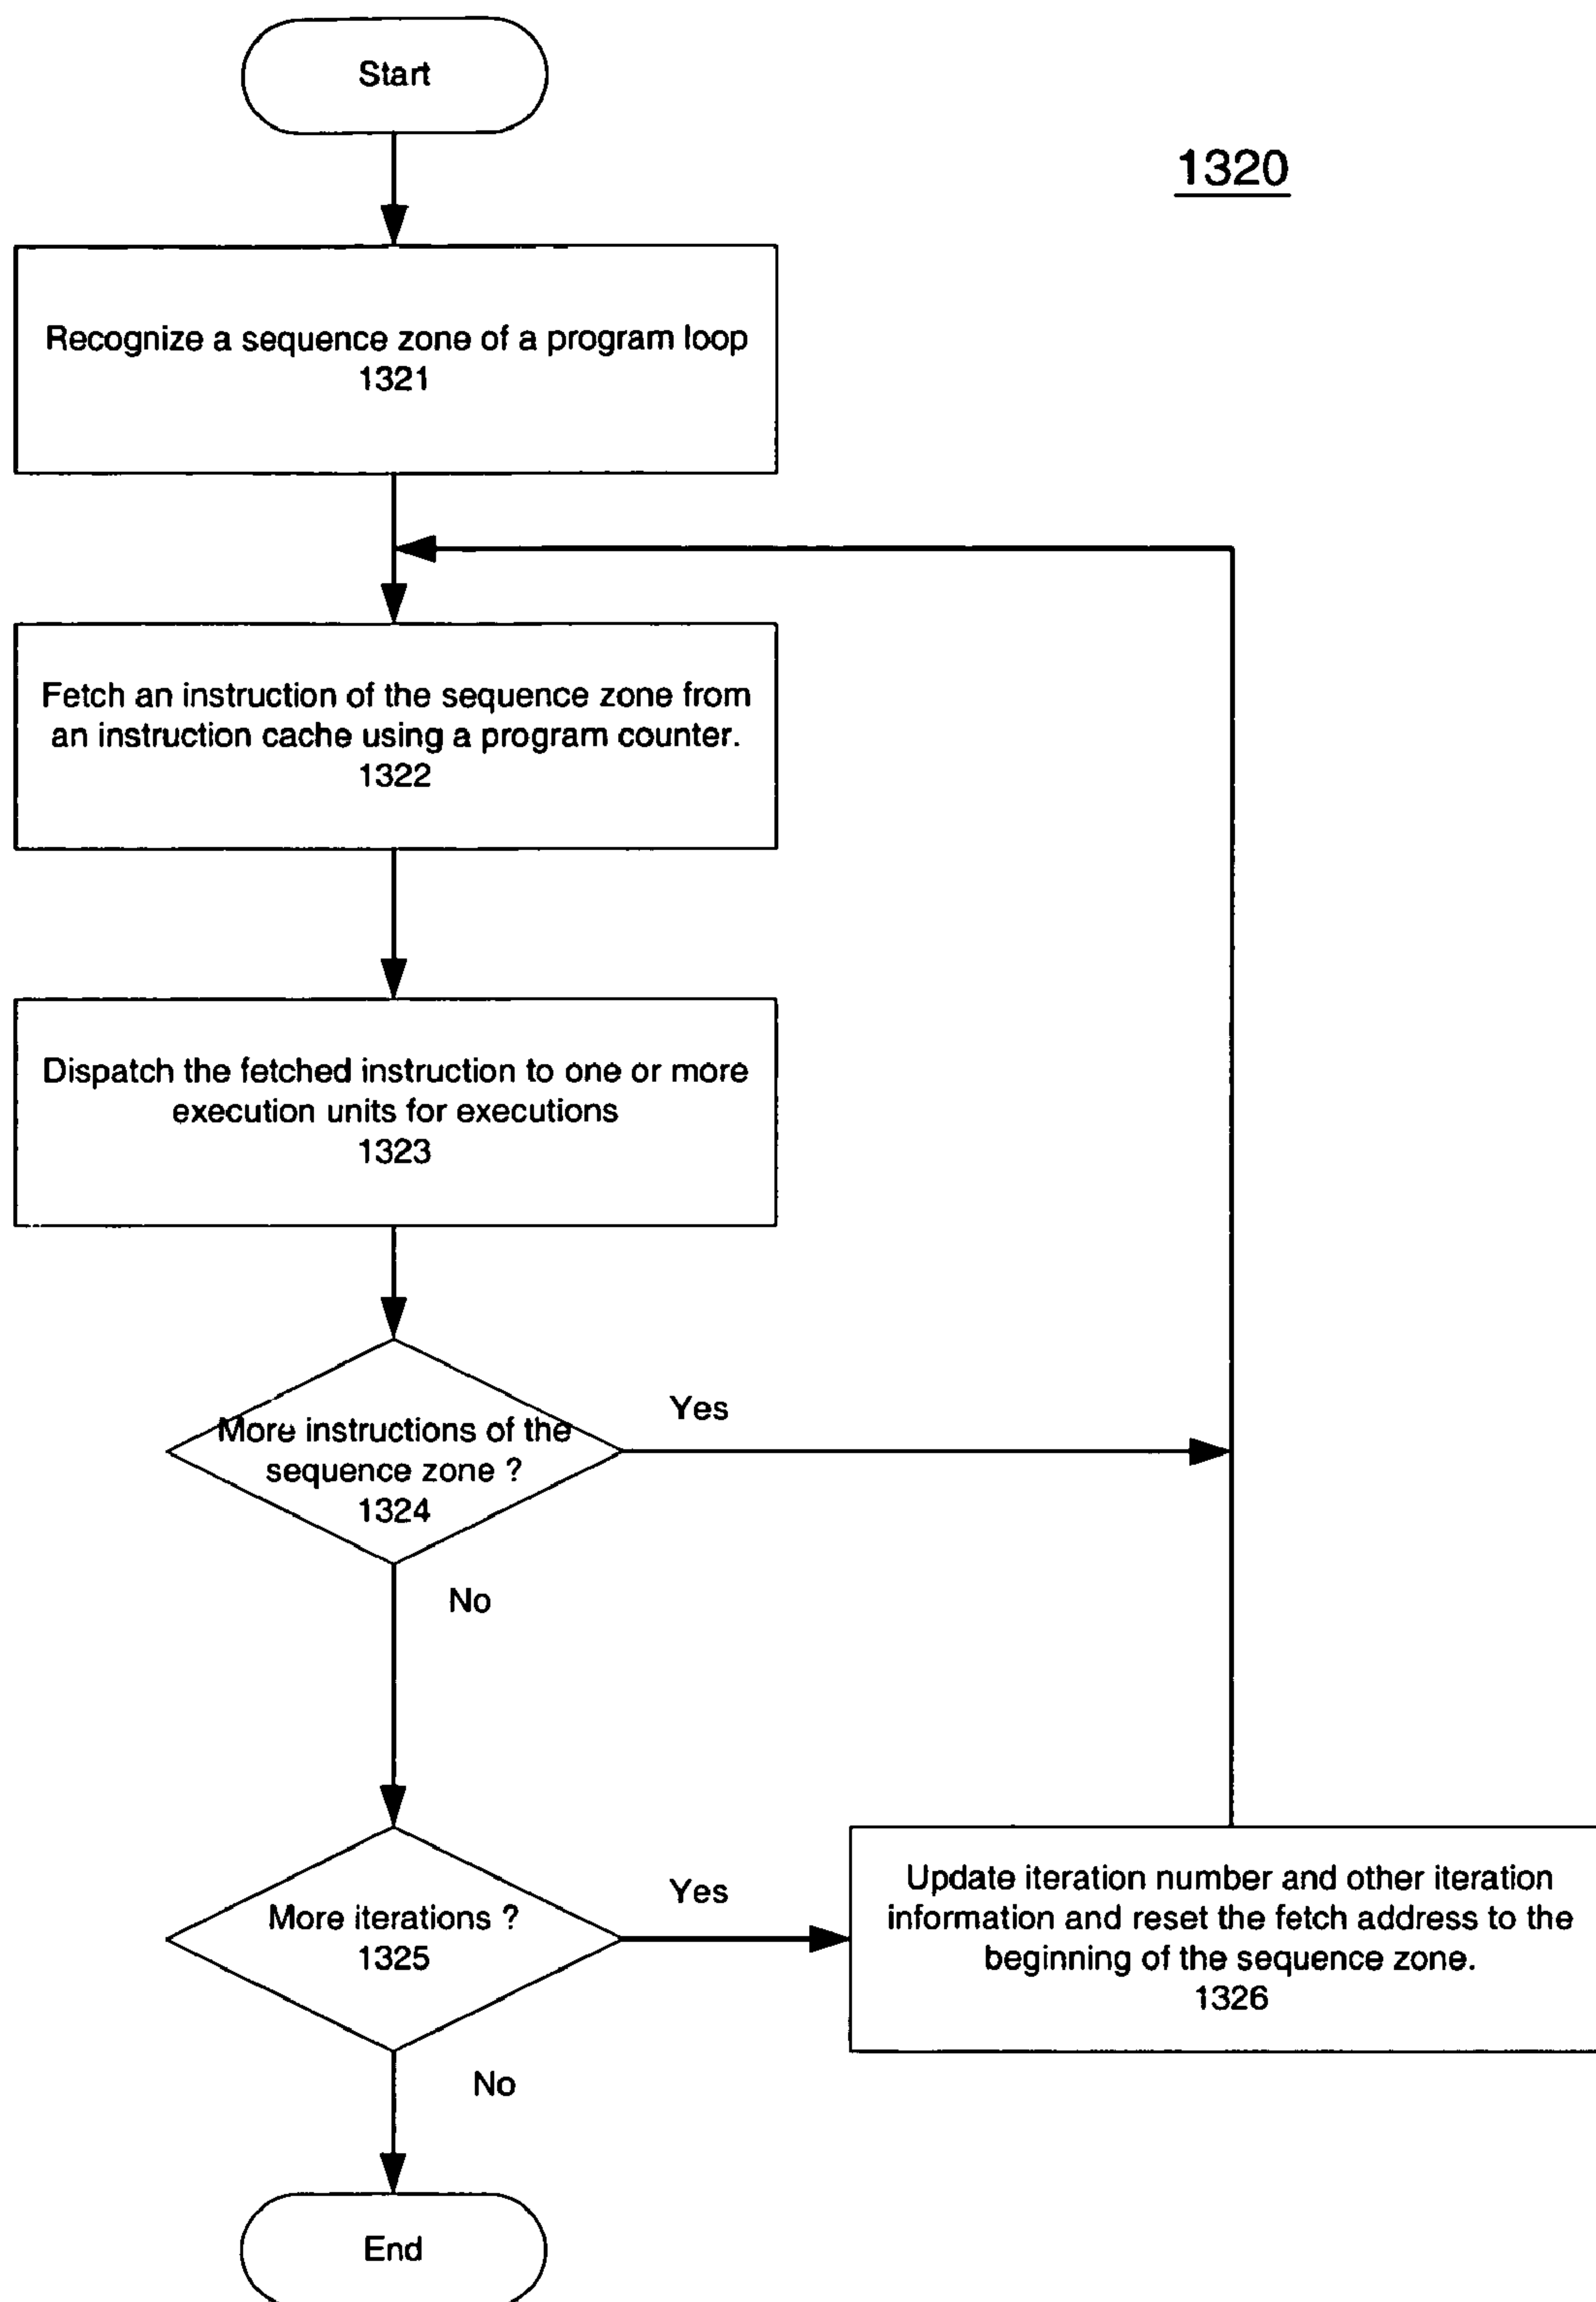 Start
1320
Recognize a sequence zone of a program loop
1321
Fetch an instruction of the sequence zone from
an instruction cache using a program counter.
1322
Dispatch the fetched instruction to one or more
execution units for executions
1323
More instructions of the
sequence zone ?
1324
Yes
No
More iterations ?
1325
Yes
Update iteration number and other iteration
information and reset the fetch address to the
beginning of the sequence zone.
1326
No
End